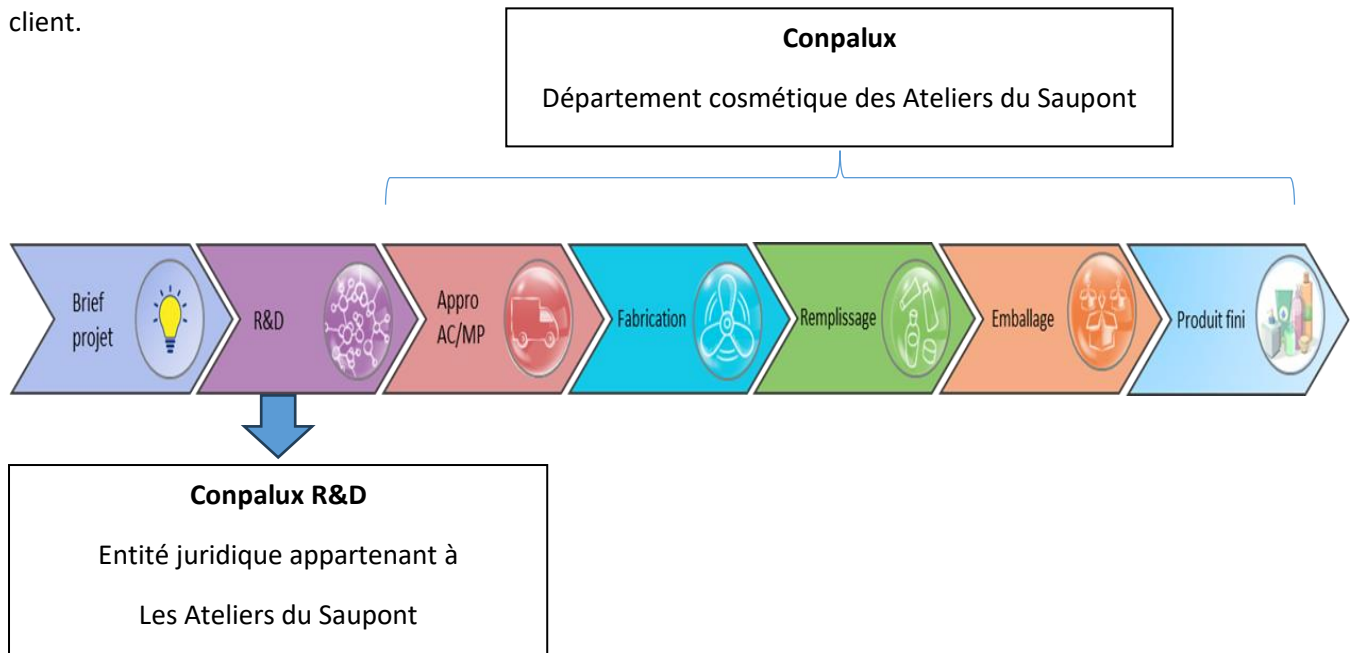 client.
Conpalux
Département cosmétique des Ateliers du Saupont
Brief
projet
R&D
Appro
AC/MP
Fabrication
Remplissage
Emballage
Produit fini
Conpalux R&D
Entité juridique appartenant à
Les Ateliers du Saupont